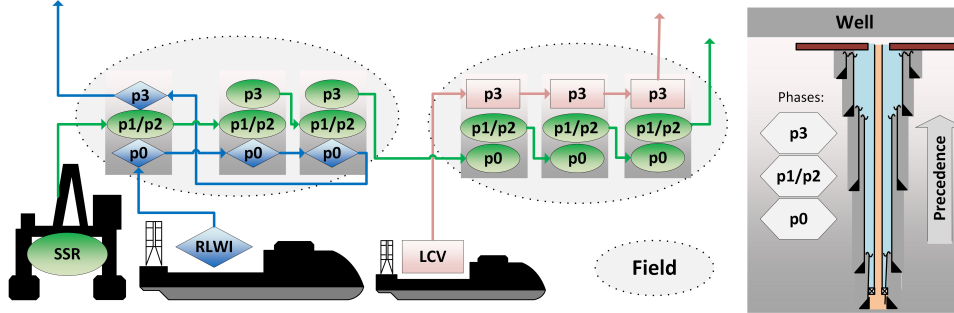 p3
p3
p3
p1/p2
p1/p2
p1/p2
p0
p0
p0
SSR
RLWI
p3
p3
p3
p1/p2
p1/p2
p1/p2
p0
p0
p0
LCV
Field
Well
Phases:
p3
p1/p2
p0
Precedence